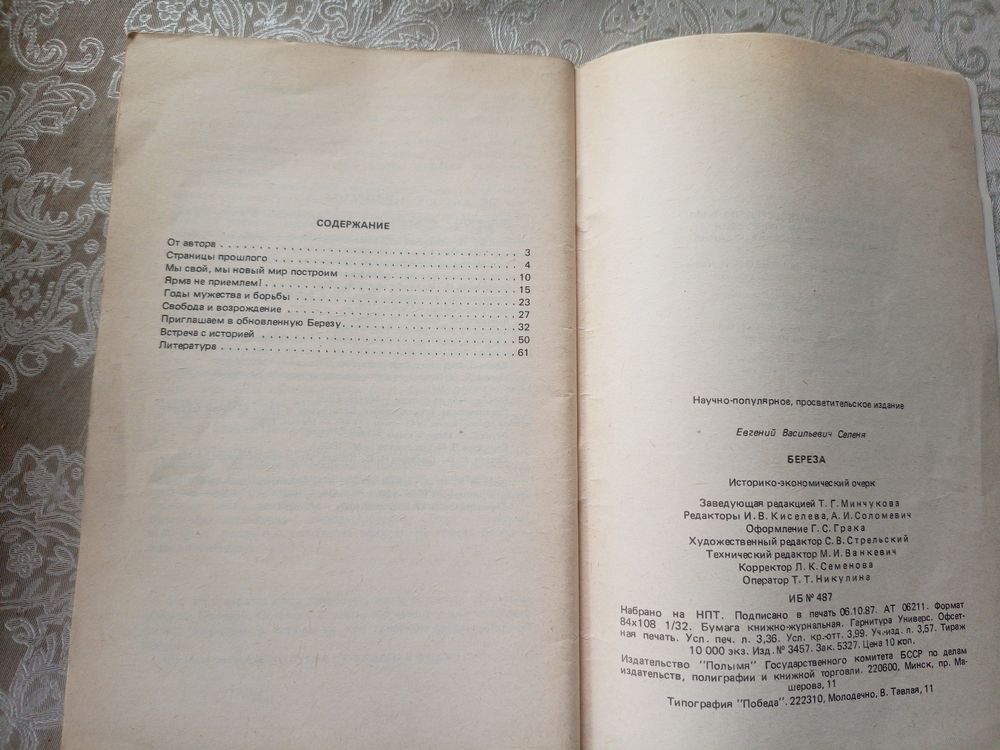 СОДЕРЖАНИЕ
От автора . . . . . . . . . . . . . . . . . . . . . . . . . . . . . . 3
Страницы прошлого . . . . . . . . . . . . . . . . . . . . . . . . . 4
Мы свой, мы новый мир построим . . . . . . . . . . . . . . . . . 10
Ярма не приемлем! . . . . . . . . . . . . . . . . . . . . . . . . . 15
Годы мужества и борьбы . . . . . . . . . . . . . . . . . . . . . . 23
Свобода и возрождение . . . . . . . . . . . . . . . . . . . . . . 27
Приглашаем в обновленную Березу . . . . . . . . . . . . . . . . . 32
Встреча с историей . . . . . . . . . . . . . . . . . . . . . . . . 50
Литература . . . . . . . . . . . . . . . . . . . . . . . . . . . . 61
Научно-популярное, просветительское издание
Евгений Васильевич Селеня
БЕРЕЗА
Историко-экономический очерк
Заведующая редакцией Т. Г. Минчукова
Редакторы И. В. Киселева, А. И. Соломевич
Оформление Г. С. Грака
Художественный редактор С. В. Стрельский
Технический редактор М. И. Ванкевич
Корректор Л. К. Семенова
Оператор Т. Т. Никулина
ИБ № 487
Набрано на НПТ. Подписано в печать 06.10.87. АТ 06211. Формат
84х108 1/32. Бумага книжно-журнальная. Гарнитура Универс. Офсет-
ная печать. Усл. печ. л. 3,36. Усл. кр.-отт. 3,99. Уч.-изд. л. 3,57. Тираж
10 000 экз. Изд. № 3457. Зак. 5327. Цена 10 коп.
Издательство "Полымя" Государственного комитета БССР по делам
издательств, полиграфии и книжной торговли. 220600, Минск, пр. Ма-
шерова, 11
Типография "Победа". 222310, Молодечно, В. Тавлая, 11